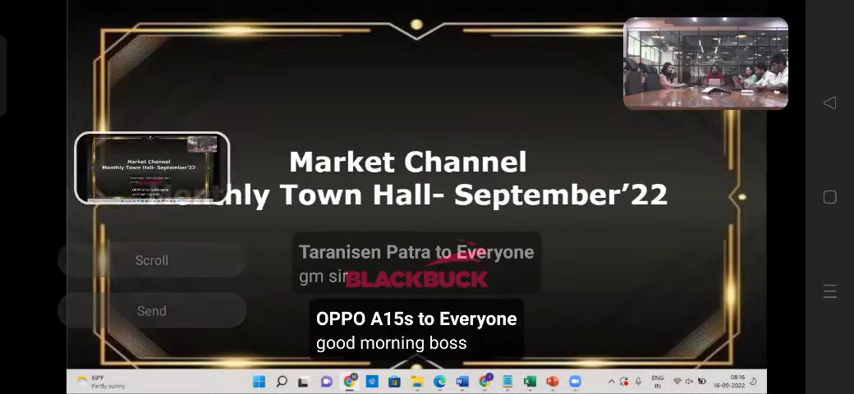 Market Channel
Monthly Town Hall- September’22
Market Channel
Monthly Town Hall- September’22
Scroll
Send
Taranisen Patra to Everyone
gm sir
BLACKBUCK
OPPO A15s to Everyone
good morning boss
69°F
Partly sunny
ENG
IN
08:16
16-09-2022